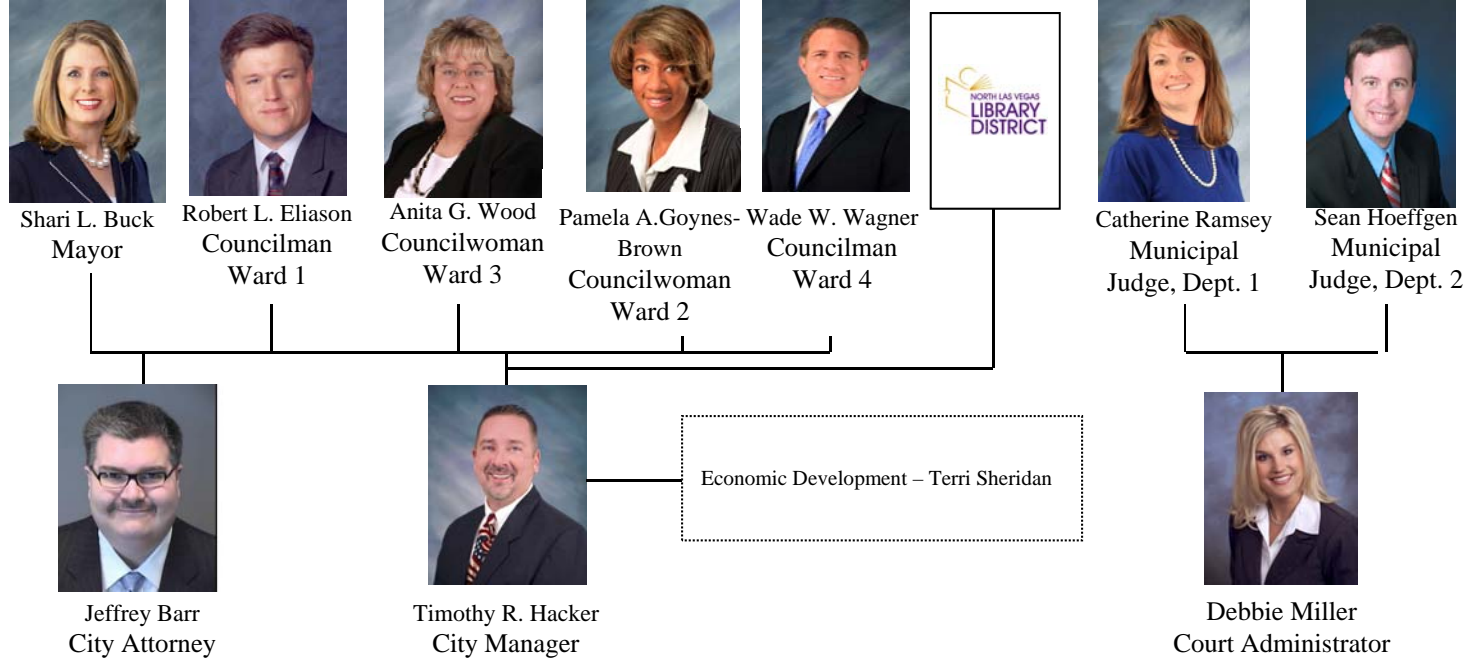 NORTH LAS VEGAS
LIBRARY
DISTRICT
Shari L. Buck
Mayor
Robert L. Eliason
Councilman
Ward 1
Anita G. Wood
Councilwoman
Ward 3
Pamela A.Goynes-
Brown
Councilwoman
Ward 2
Wade W. Wagner
Councilman
Ward 4
Catherine Ramsey
Municipal
Judge, Dept. 1
Sean Hoeffgen
Municipal
Judge, Dept. 2
Economic Development – Terri Sheridan
Jeffrey Barr
City Attorney
Timothy R. Hacker
City Manager
Debbie Miller
Court Administrator